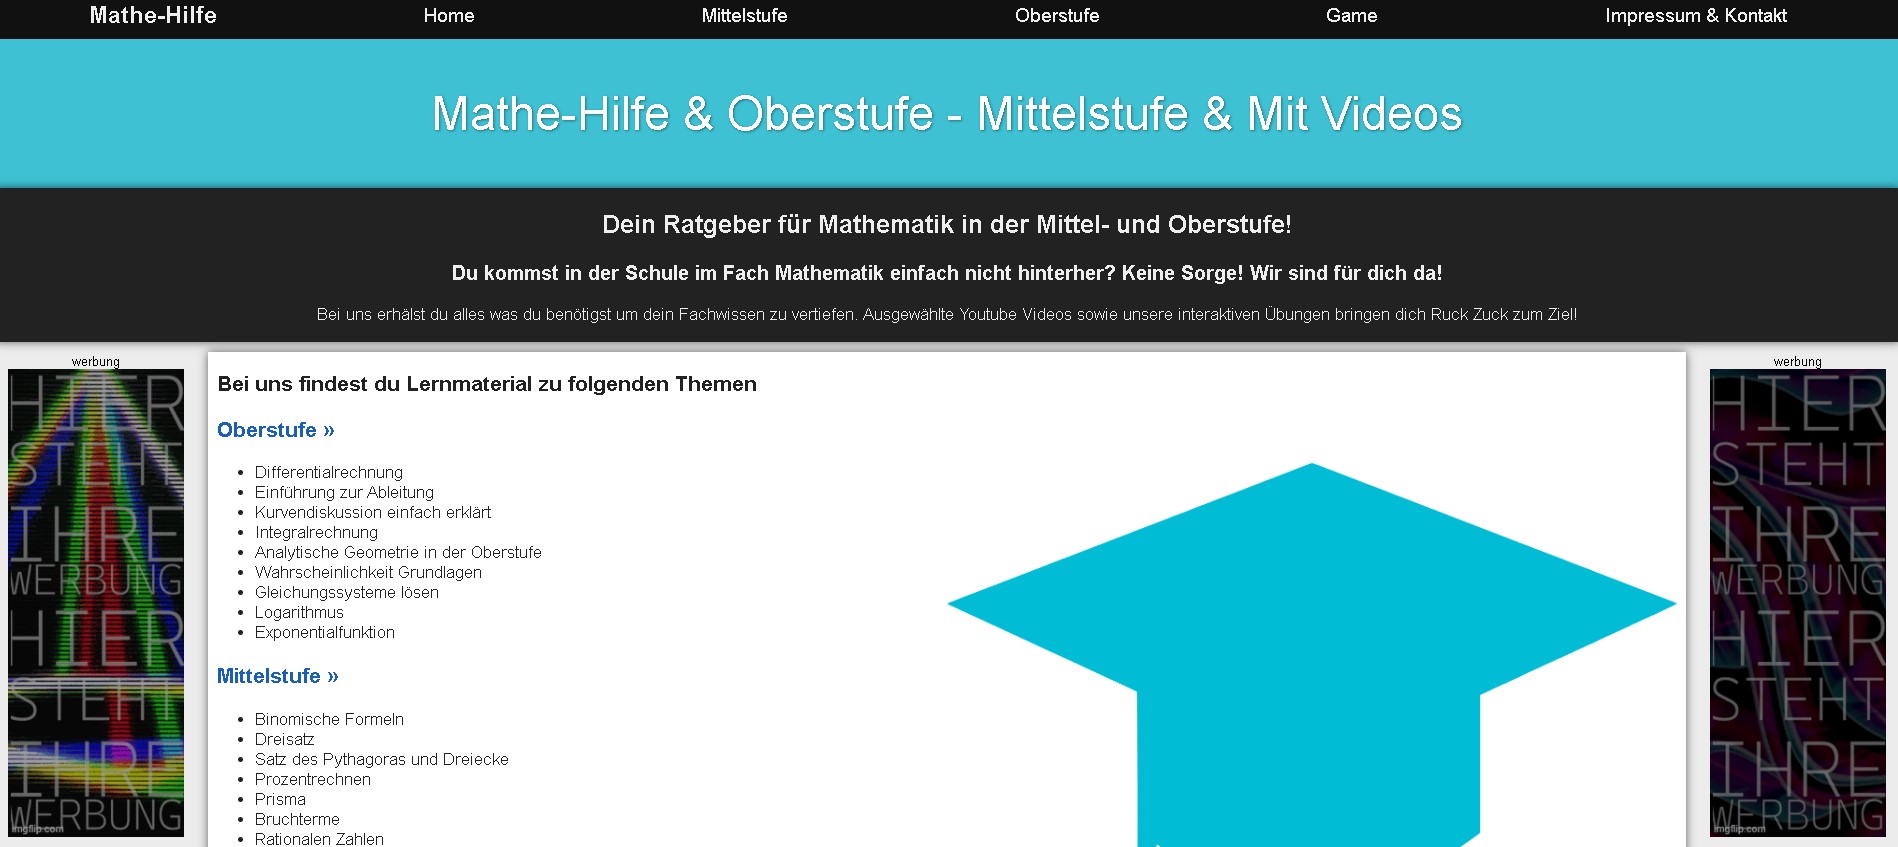 Mathe-Hilfe Home Mittelstufe Oberstufe Game Impressum & Kontakt
Mathe-Hilfe & Oberstufe - Mittelstufe & Mit Videos
Dein Ratgeber für Mathematik in der Mittel- und Oberstufe!
Du kommst in der Schule im Fach Mathematik einfach nicht hinterher? Keine Sorge! Wir sind für dich da!
Bei uns erhälst du alles was du benötigst um dein Fachwissen zu vertiefen. Ausgewählte Youtube Videos sowie unsere interaktiven Übungen bringen dich Ruck Zuck zum Ziel!
werbung
HIER
STEHT
IHRE
WERBUNG
HIER
STEHT
IHRE
WERBUNG
imgflip.com
Bei uns findest du Lernmaterial zu folgenden Themen
Oberstufe »
• Differentialrechnung
• Einführung zur Ableitung
• Kurvendiskussion einfach erklärt
• Integralrechnung
• Analytische Geometrie in der Oberstufe
• Wahrscheinlichkeit Grundlagen
• Gleichungssysteme lösen
• Logarithmus
• Exponentialfunktion
Mittelstufe »
• Binomische Formeln
• Dreisatz
• Satz des Pythagoras und Dreiecke
• Prozentrechnen
• Prisma
• Bruchterme
• Rationalen Zahlen
werbung
HIER
STEHT
IHRE
WERBUNG
HIER
STEHT
IHRE
WERBUNG
imgflip.com